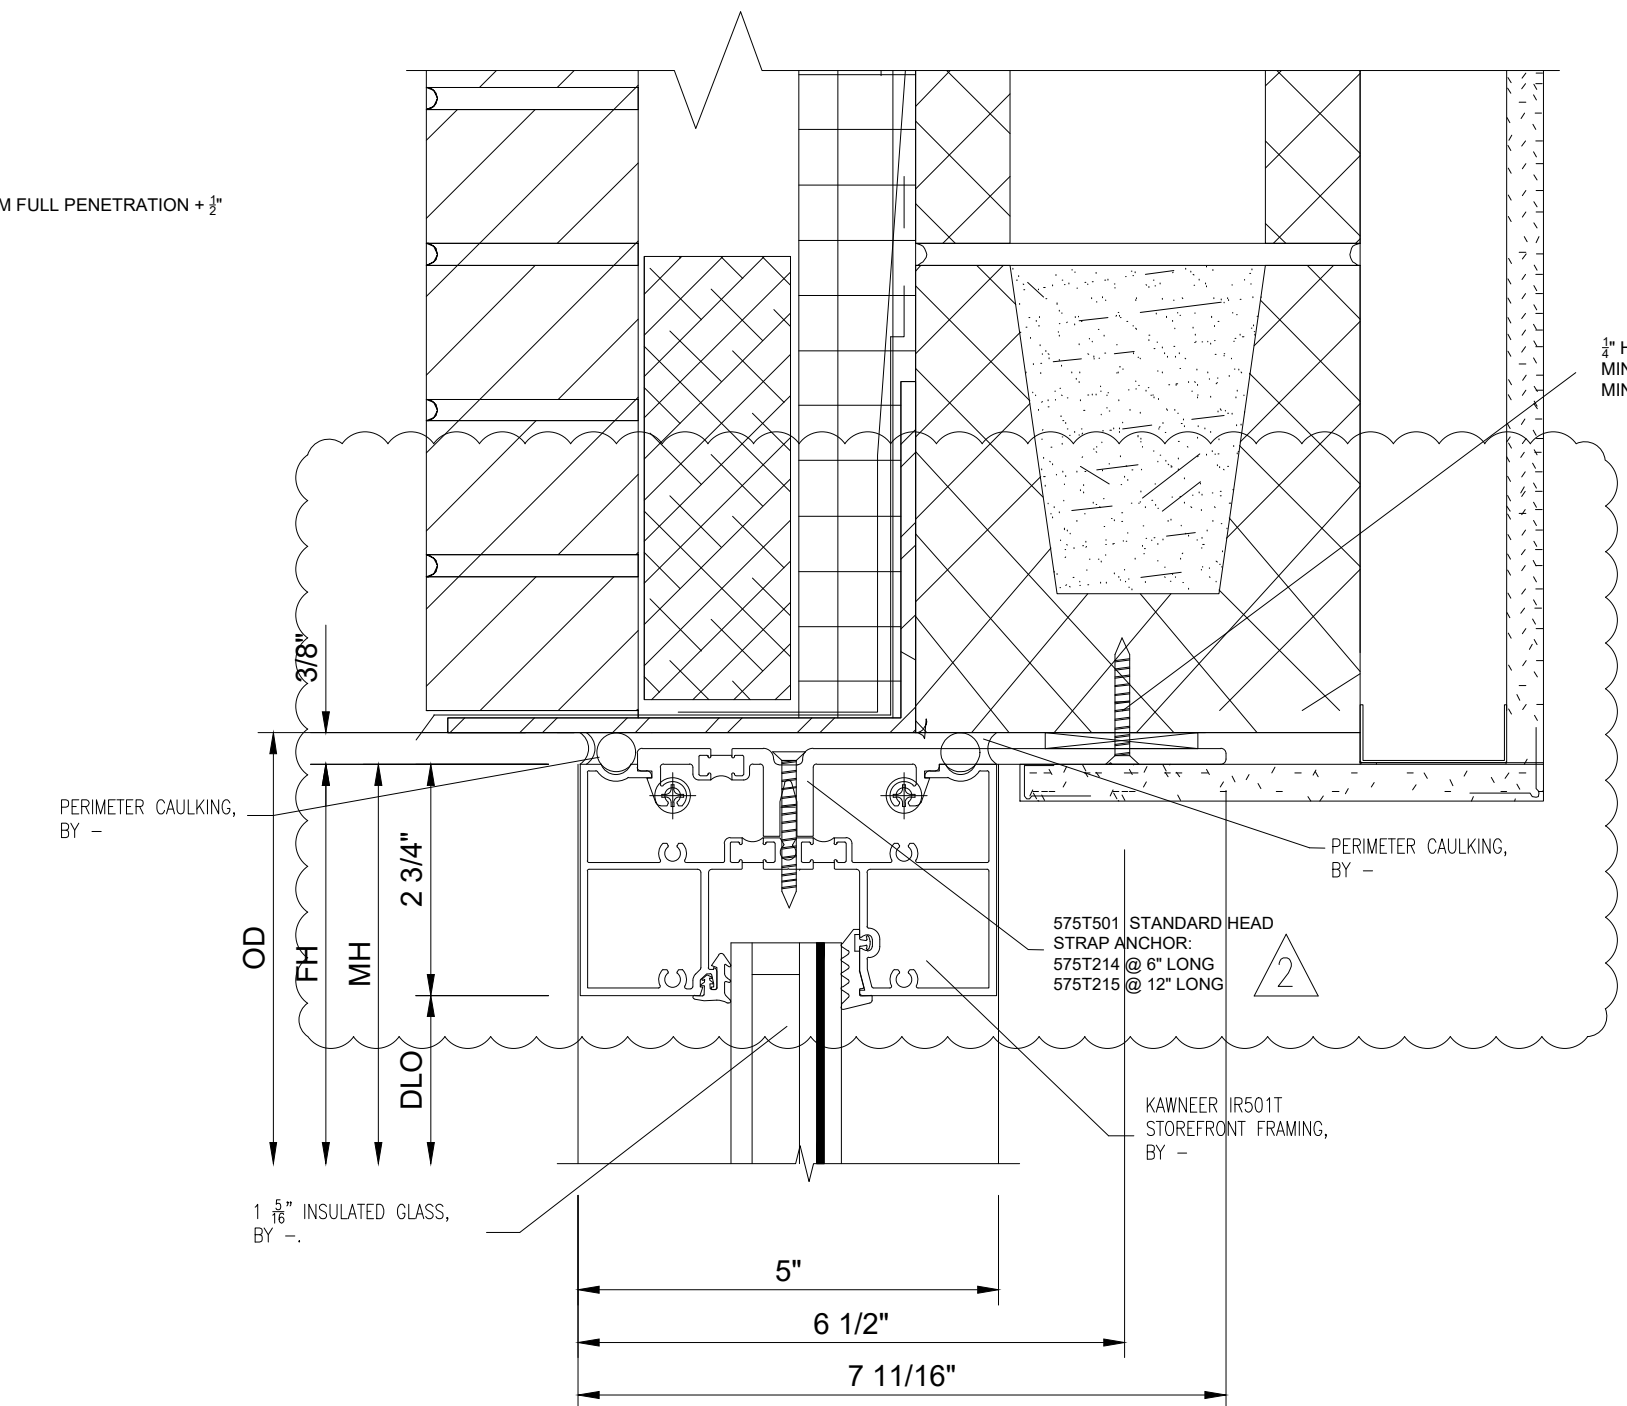 M FULL PENETRATION + 1/2"
1/4" H
MIN
MIN
3/8"
PERIMETER CAULKING,
BY -
2 3/4"
PERIMETER CAULKING,
BY -
575T501 STANDARD HEAD
STRAP ANCHOR:
575T214 @ 6" LONG
575T215 @ 12" LONG
2
OD
FH
MH
DLO
KAWNEER IR501T
STOREFRONT FRAMING,
BY -
1 5/16" INSULATED GLASS,
BY -.
5"
6 1/2"
7 11/16"